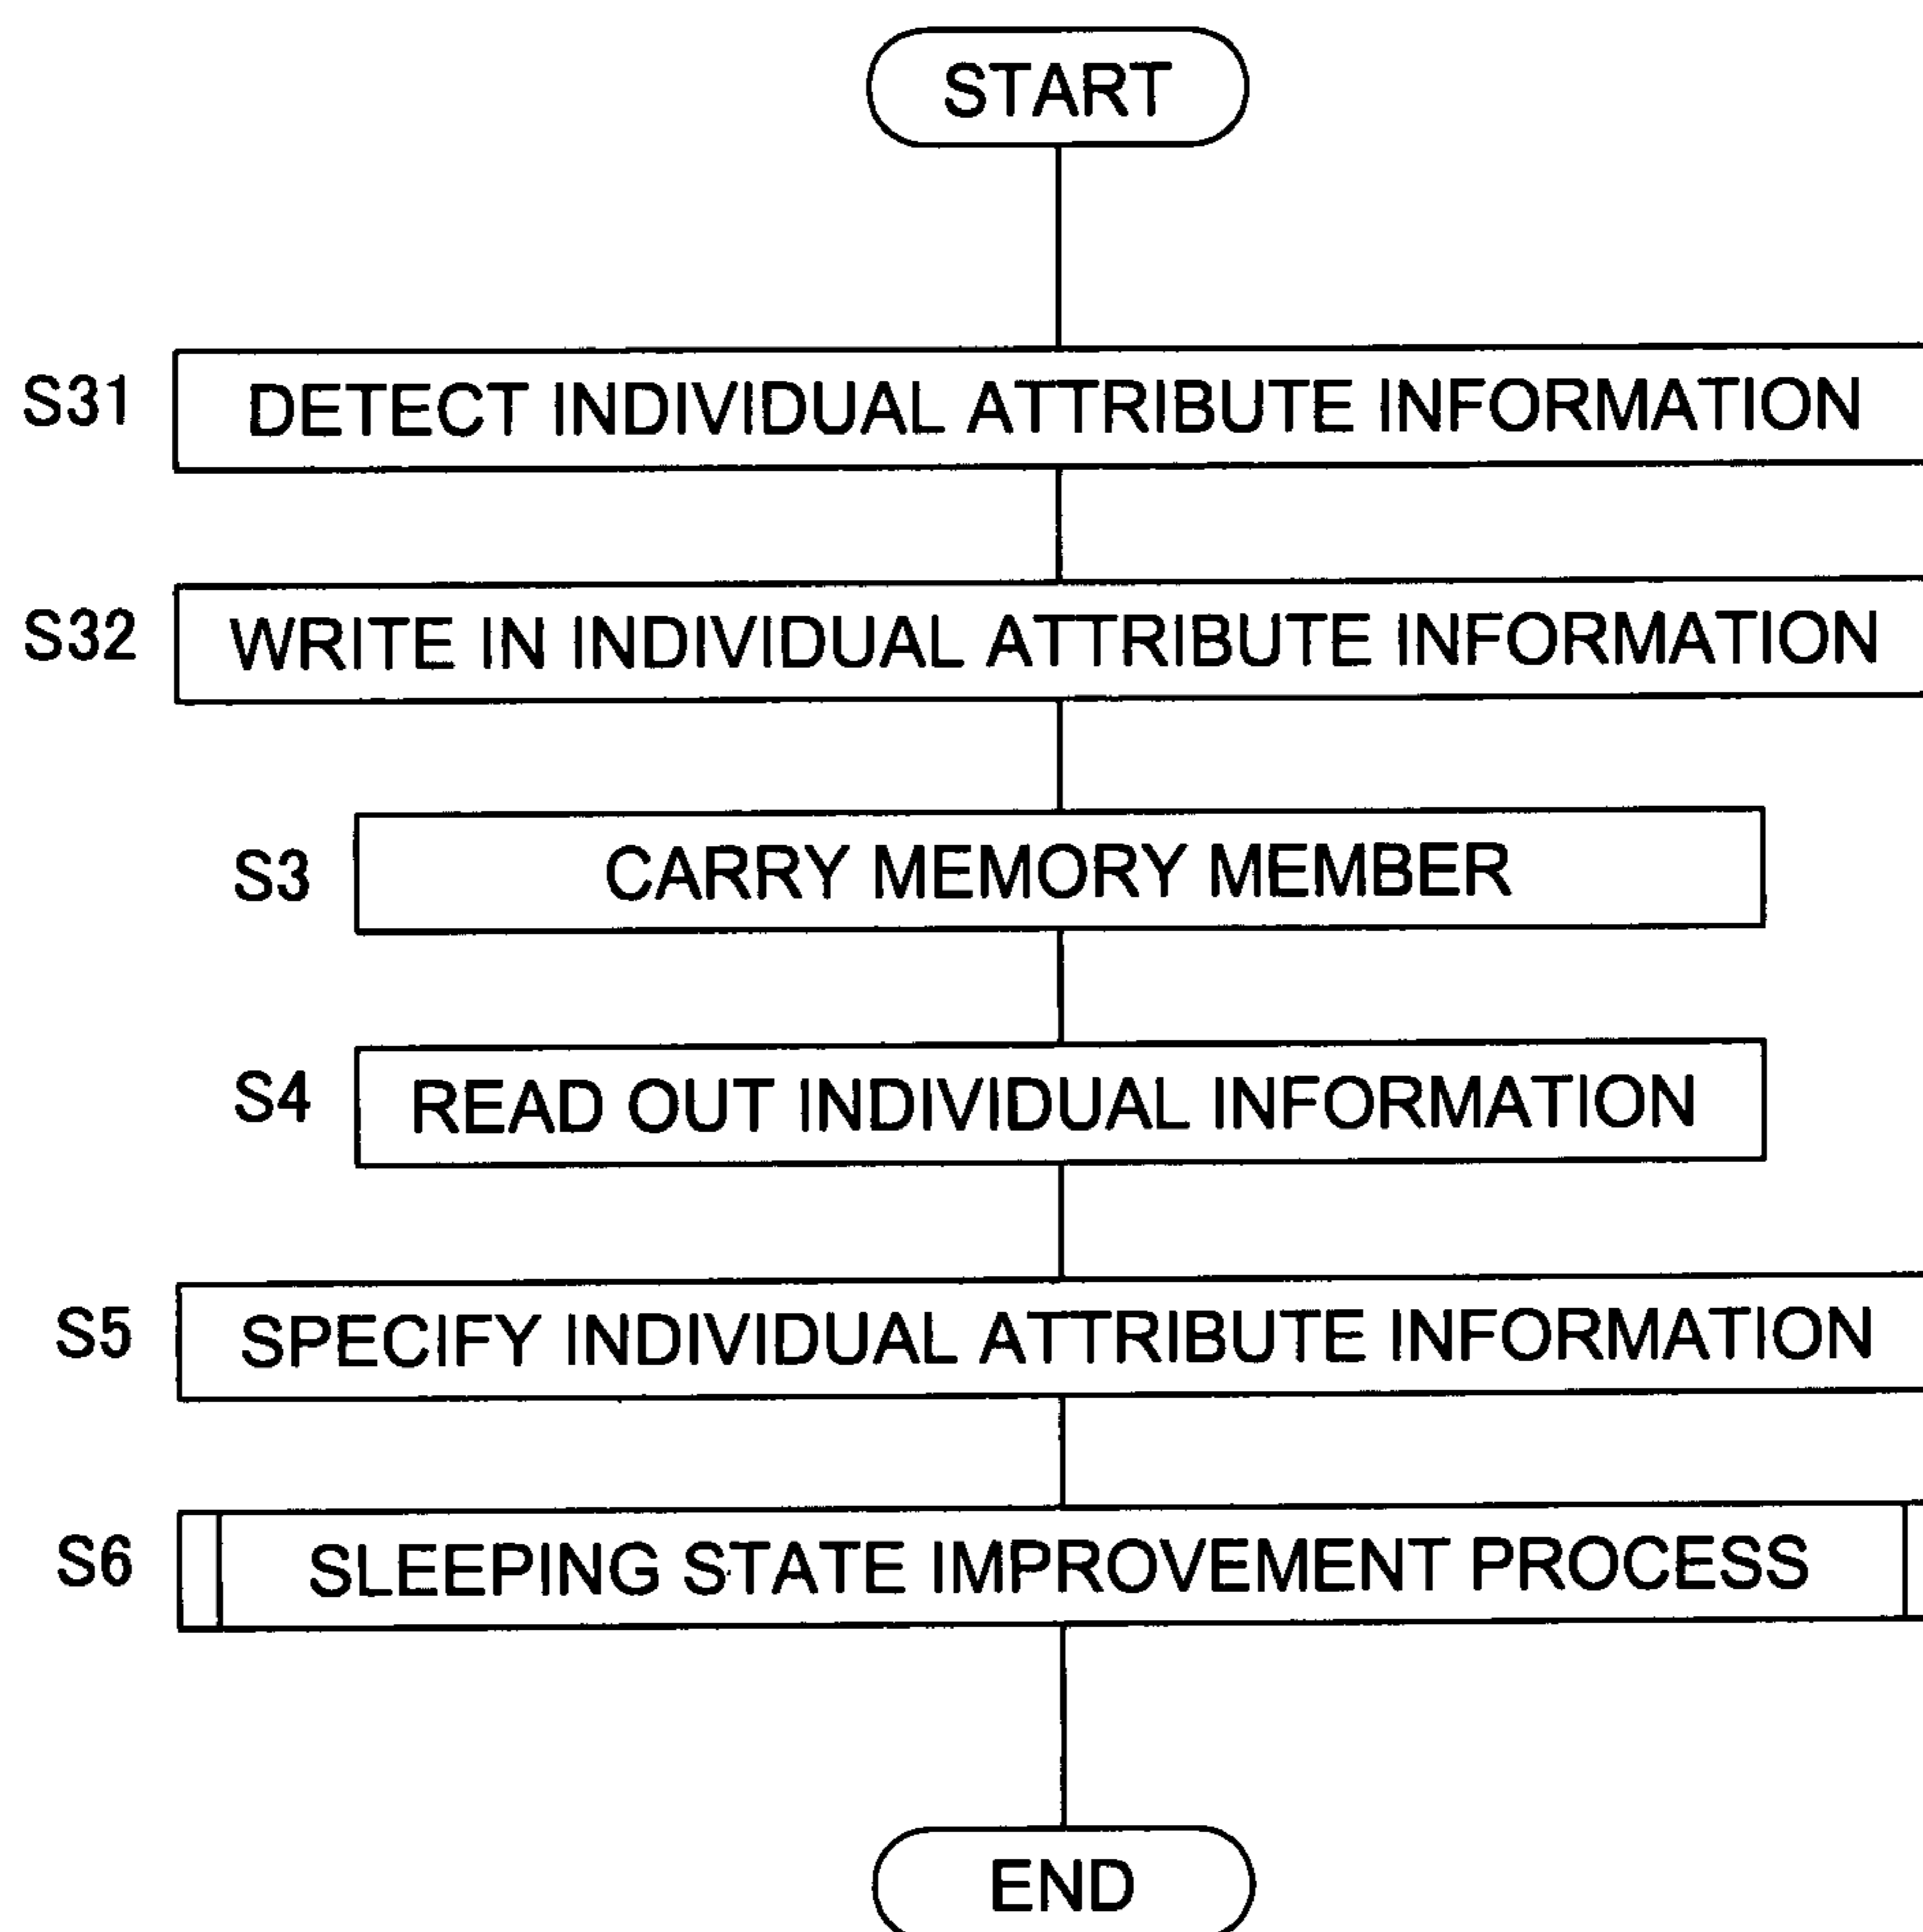 START
S31 DETECT INDIVIDUAL ATTRIBUTE INFORMATION
S32 WRITE IN INDIVIDUAL ATTRIBUTE INFORMATION
S3 CARRY MEMORY MEMBER
S4 READ OUT INDIVIDUAL INFORMATION
S5 SPECIFY INDIVIDUAL ATTRIBUTE INFORMATION
S6 SLEEPING STATE IMPROVEMENT PROCESS
END